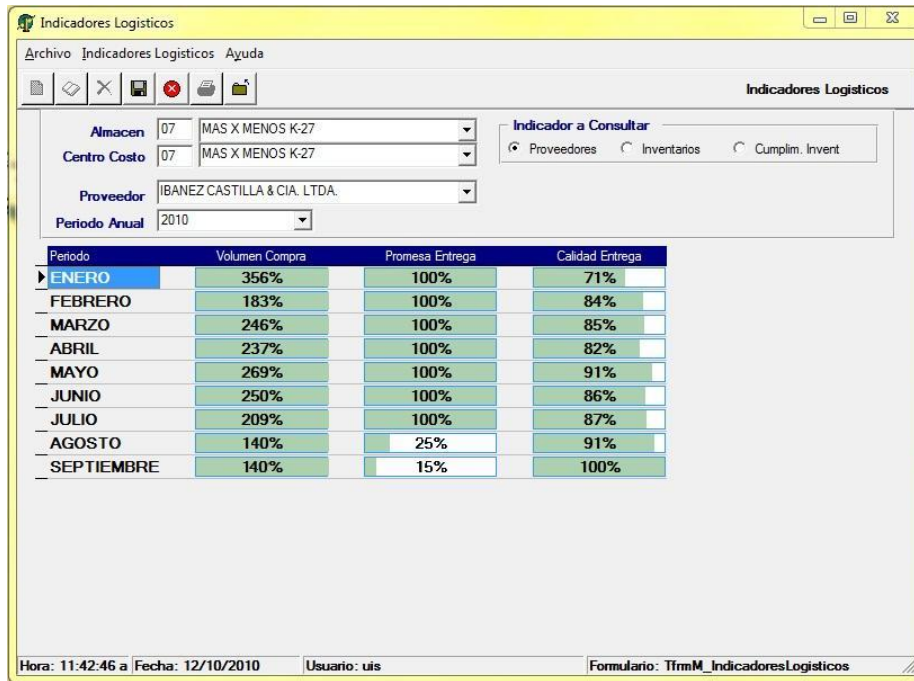 Indicadores Logisticos
Archivo Indicadores Logisticos Ayuda
Indicadores Logisticos
Almacen 07 MAS X MENOS K-27
Centro Costo 07 MAS X MENOS K-27
Proveedor IBANEZ CASTILLA & CIA. LTDA.
Periodo Anual 2010
Indicador a Consultar
Proveedores Inventarios Cumplim. Invent
Periodo Volumen Compra Promesa Entrega Calidad Entrega
ENERO 356% 100% 71%
FEBRERO 183% 100% 84%
MARZO 246% 100% 85%
ABRIL 237% 100% 82%
MAYO 269% 100% 91%
JUNIO 250% 100% 86%
JULIO 209% 100% 87%
AGOSTO 140% 25% 91%
SEPTIEMBRE 140% 15% 100%
Hora: 11:42:46 a Fecha: 12/10/2010 Usuario: uis Formulario: TfrmM_IndicadoresLogisticos